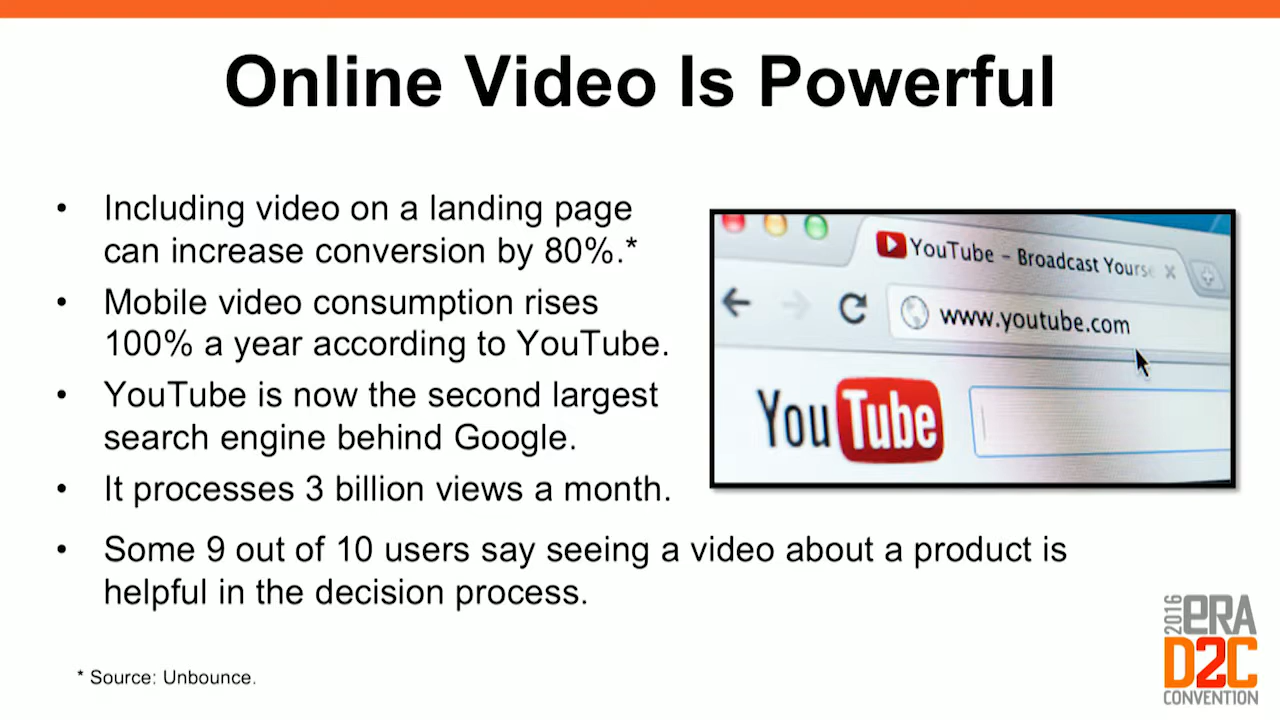 Online Video Is Powerful
• Including video on a landing page
can increase conversion by 80%.*
• Mobile video consumption rises
100% a year according to YouTube.
• YouTube is now the second largest
search engine behind Google.
• It processes 3 billion views a month.
• Some 9 out of 10 users say seeing a video about a product is
helpful in the decision process.
YouTube – Broadcast Yourse
www.youtube.com
YouTube
* Source: Unbounce.
2016 eRA
D2C
CONVENTION